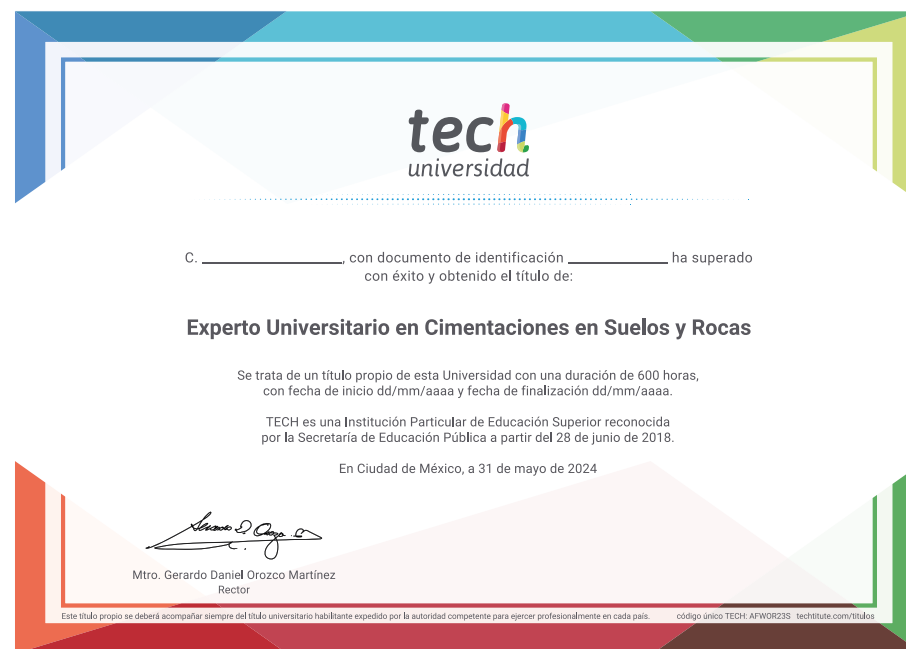 tech
universidad
C. ____________, con documento de identificación ____________ ha superado
con éxito y obtenido el título de:
Experto Universitario en Cimentaciones en Suelos y Rocas
Se trata de un título propio de esta Universidad con una duración de 600 horas,
con fecha de inicio dd/mm/aaaa y fecha de finalización dd/mm/aaaa.
TECH es una Institución Particular de Educación Superior reconocida
por la Secretaría de Educación Pública a partir del 28 de junio de 2018.
En Ciudad de México, a 31 de mayo de 2024
Mtro. Gerardo Daniel Orozco Martínez
Rector
Este título propio se deberá acompañar siempre del título universitario habilitante expedido por la autoridad competente para ejercer profesionalmente en cada país. código único TECH: AFWOR23S techtitute.com/titulos